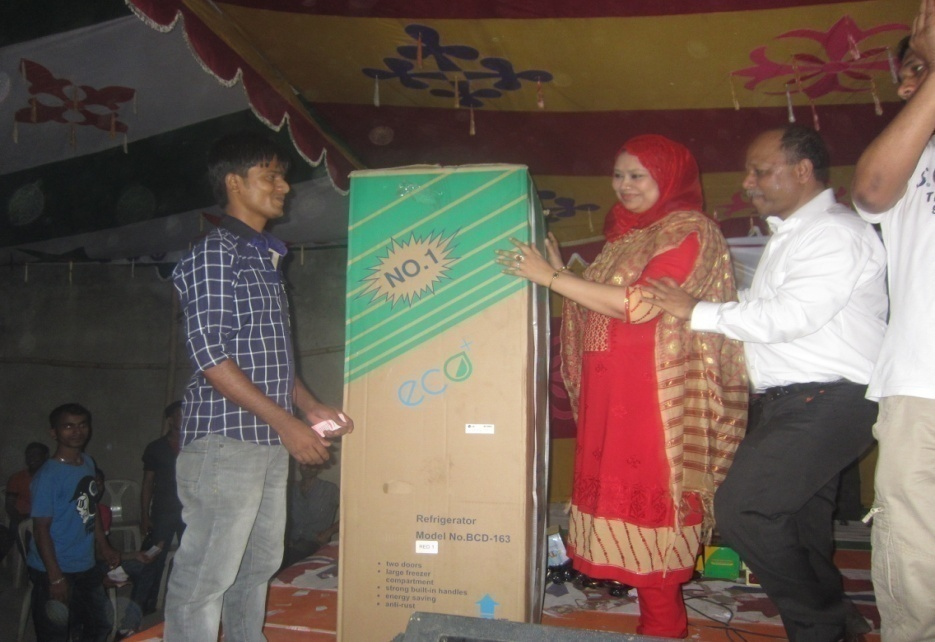 NO.1
eco+
Refrigerator
Model No.BCD-163
• two doors
• large freezer
compartment
• strong built-in handles
• energy saving
• anti-rust